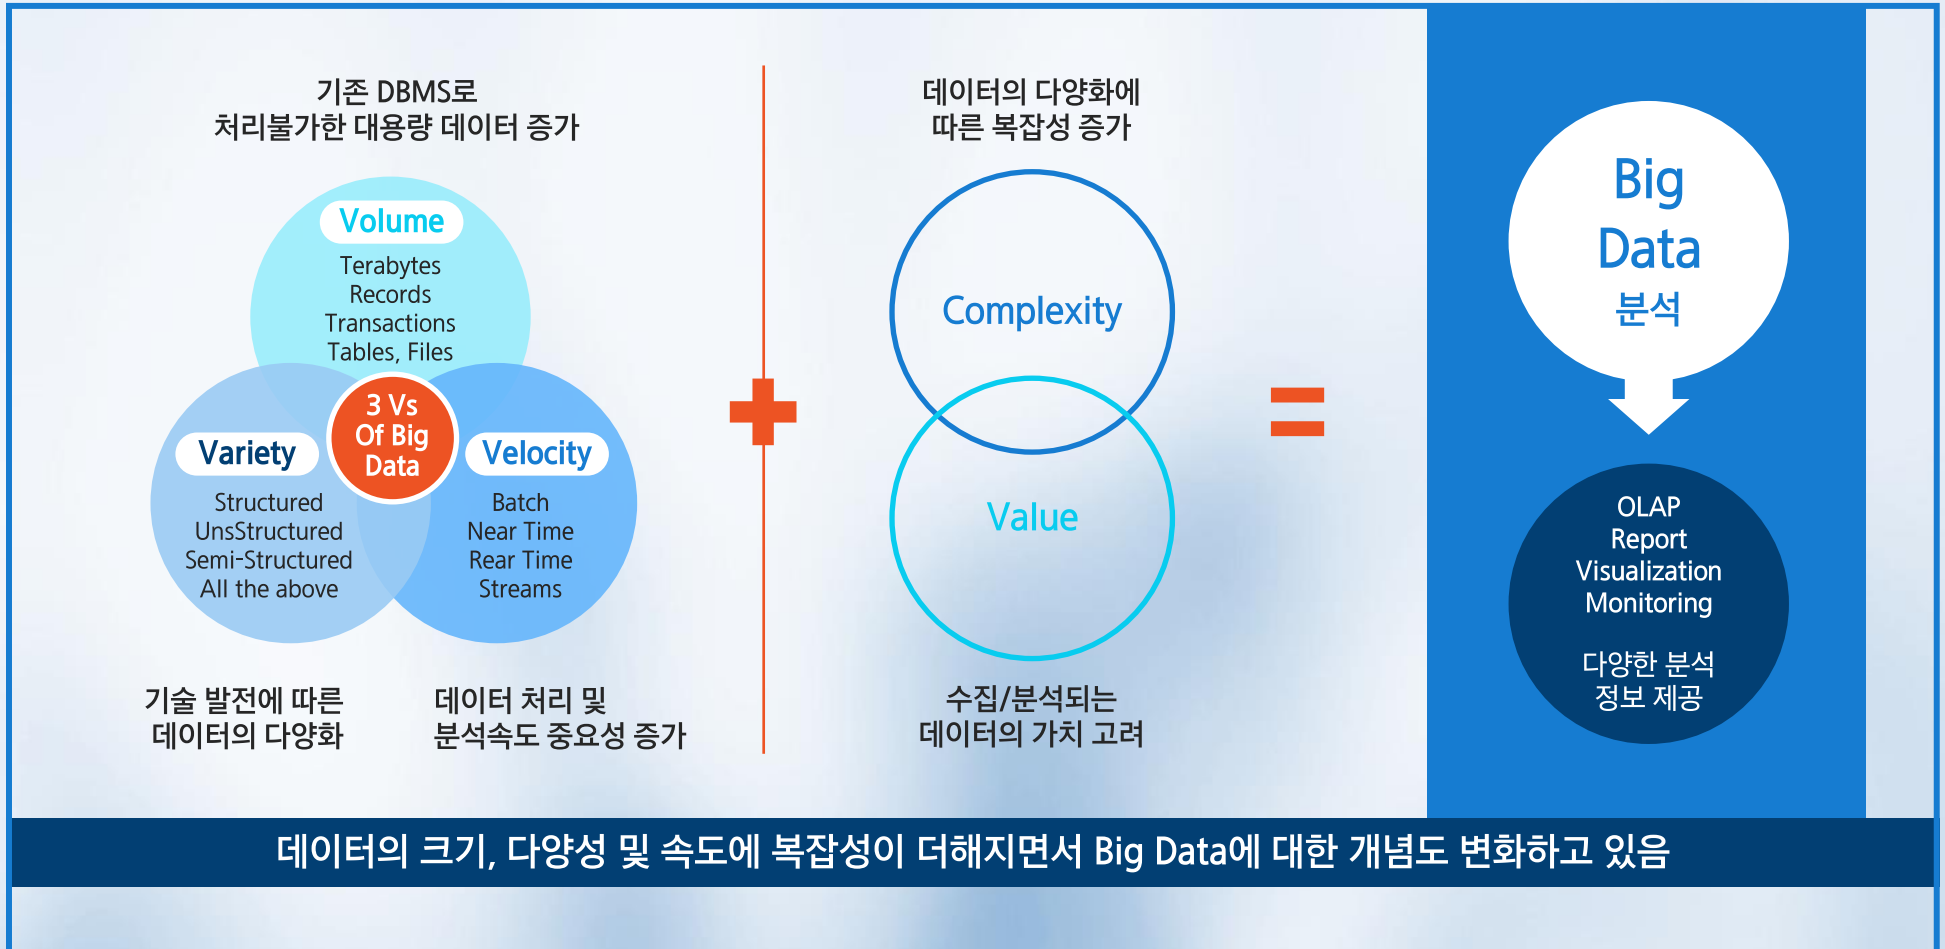 기존 DBMS로
처리불가한 대용량 데이터 증가
Volume
Terabytes
Records
Transactions
Tables, Files
3 Vs
Of Big
Data
Variety
Structured
UnsStructured
Semi-Structured
All the above
Velocity
Batch
Near Time
Rear Time
Streams
기술 발전에 따른
데이터의 다양화
데이터 처리 및
분석속도 중요성 증가
데이터의 다양화에
따른 복잡성 증가
Complexity
Value
수집/분석되는
데이터의 가치 고려
Big
Data
분석
OLAP
Report
Visualization
Monitoring
다양한 분석
정보 제공
데이터의 크기, 다양성 및 속도에 복잡성이 더해지면서 Big Data에 대한 개념도 변화하고 있음